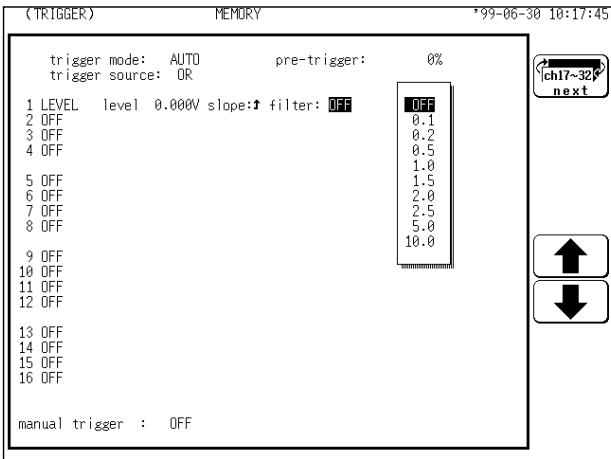 (TRIGGER) MEMORY '99-06-30 10:17:45
trigger mode: AUTO pre-trigger: 0%
trigger source: OR
ch17~32
next
1 LEVEL level 0.000V slope:↑ filter: OFF
2 OFF
3 OFF
4 OFF
5 OFF
6 OFF
7 OFF
8 OFF
9 OFF
10 OFF
11 OFF
12 OFF
13 OFF
14 OFF
15 OFF
16 OFF
OFF
0.1
0.2
0.5
1.0
1.5
2.0
2.5
5.0
10.0
manual trigger : OFF